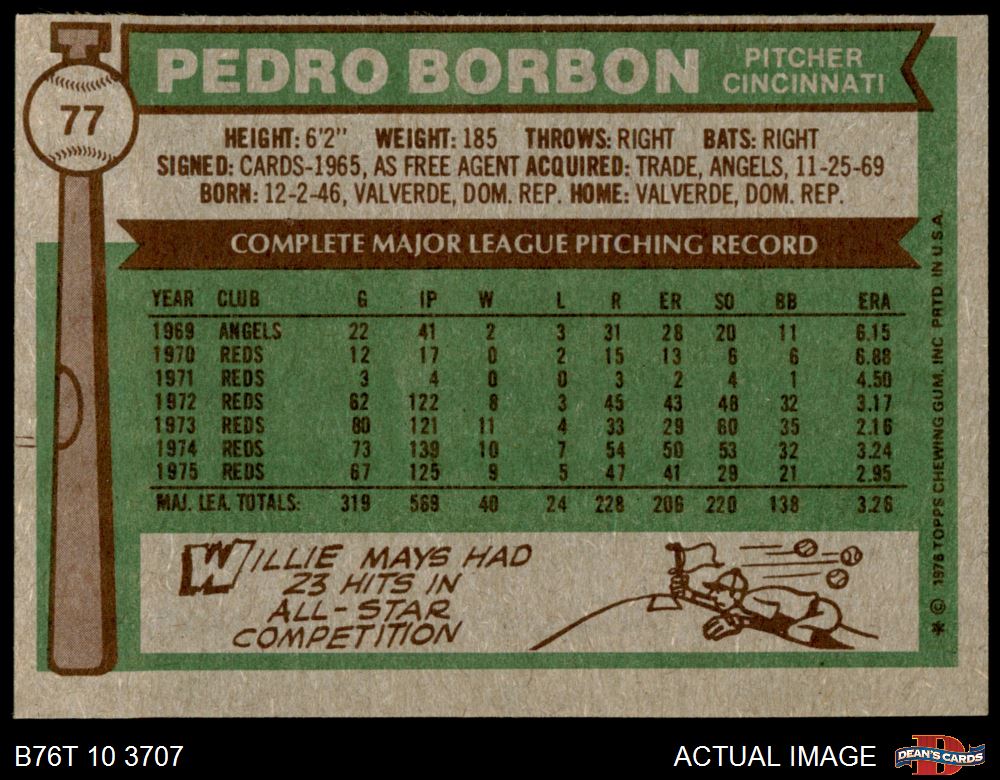 77
PEDRO BORBON
PITCHER
CINCINNATI
HEIGHT: 6'2" WEIGHT: 185 THROWS: RIGHT BATS: RIGHT
SIGNED: CARDS-1965, AS FREE AGENT ACQUIRED: TRADE, ANGELS, 11-25-69
BORN: 12-2-46, VALVERDE, DOM. REP. HOME: VALVERDE, DOM. REP.
COMPLETE MAJOR LEAGUE PITCHING RECORD
YEAR CLUB G IP W L R ER SO BB ERA
1969 ANGELS 22 41 2 3 31 28 20 11 6.15
1970 REDS 12 17 0 2 15 13 6 6 6.88
1971 REDS 3 4 0 0 3 2 4 1 4.50
1972 REDS 62 122 8 3 45 43 48 32 3.17
1973 REDS 80 121 11 4 33 29 60 35 2.16
1974 REDS 73 139 10 7 54 50 53 32 3.24
1975 REDS 67 125 9 5 47 41 29 21 2.95
MAJ. LEA. TOTALS: 319 569 40 24 228 206 220 138 3.26
WILLIE MAYS HAD
23 HITS IN
ALL-STAR
COMPETITION
* © 1976 TOPPS CHEWING GUM, INC PRTD. IN U.S.A.
B76T 10 3707
ACTUAL IMAGE
DEAN'S CARDS